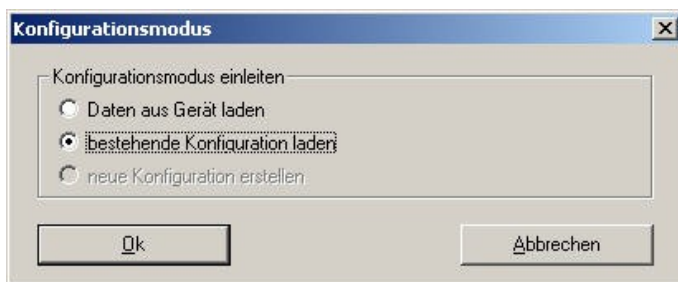 Konfigurationsmodus
Konfigurationsmodus einleiten
Daten aus Gerät laden
bestehende Konfiguration laden
neue Konfiguration erstellen
Ok Abbrechen